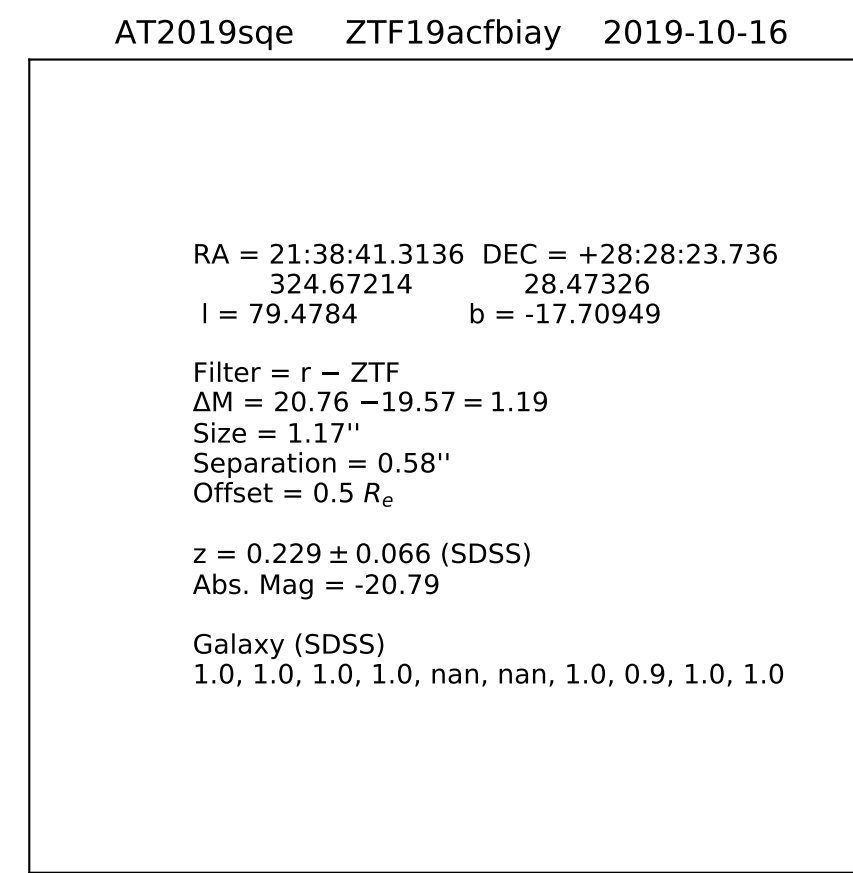 AT2019sqe ZTF19acfbiay 2019-10-16
RA = 21:38:41.3136 DEC = +28:28:23.736
324.67214 28.47326
l = 79.4784 b = -17.70949
Filter = r − ZTF
ΔM = 20.76 −19.57 = 1.19
Size = 1.17''
Separation = 0.58''
Offset = 0.5 Rₑ
z = 0.229 ± 0.066 (SDSS)
Abs. Mag = -20.79
Galaxy (SDSS)
1.0, 1.0, 1.0, 1.0, nan, nan, 1.0, 0.9, 1.0, 1.0